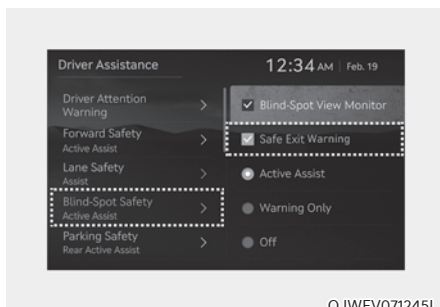 Driver Assistance
12:34 AM Feb. 19
Driver Attention
Warning
Forward Safety
Active Assist
Lane Safety
Assist
Blind-Spot Safety
Active Assist
Parking Safety
Rear Active Assist
Blind-Spot View Monitor
Safe Exit Warning
Active Assist
Warning Only
Off